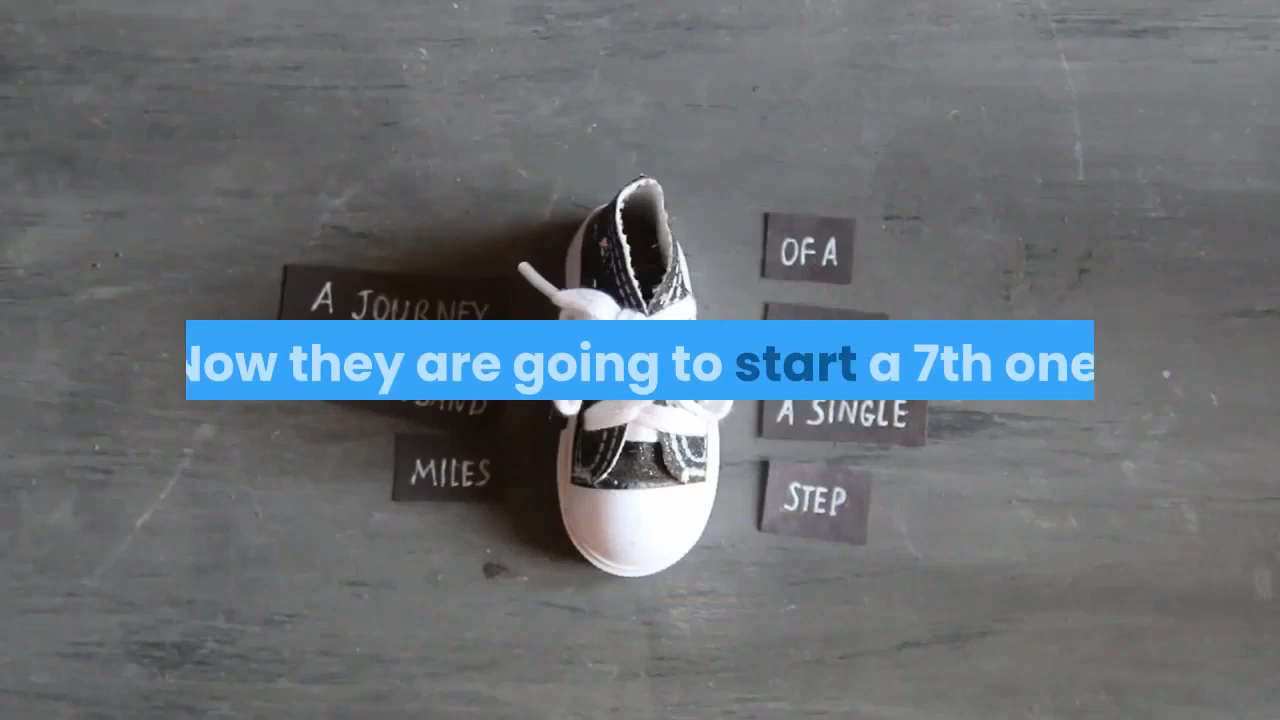 A JOURNEY
OF A
Now they are going to start a 7th one
A SINGLE
MILES
STEP